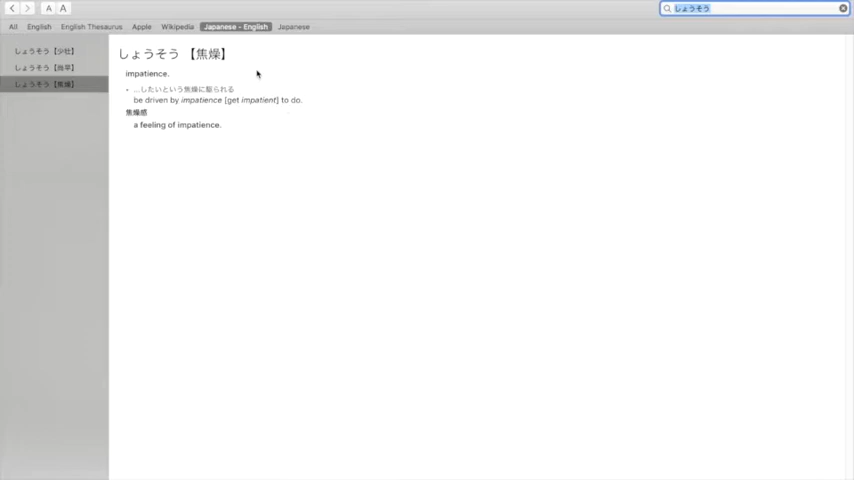 A A
しょうそう
All English English Thesaurus Apple Wikipedia Japanese - English Japanese
しょうそう【少壮】
しょうそう【尚早】
しょうそう【焦燥】
しょうそう 【焦燥】
impatience.
・ …したいという焦燥に駆られる
be driven by impatience [get impatient] to do.
焦燥感
a feeling of impatience.